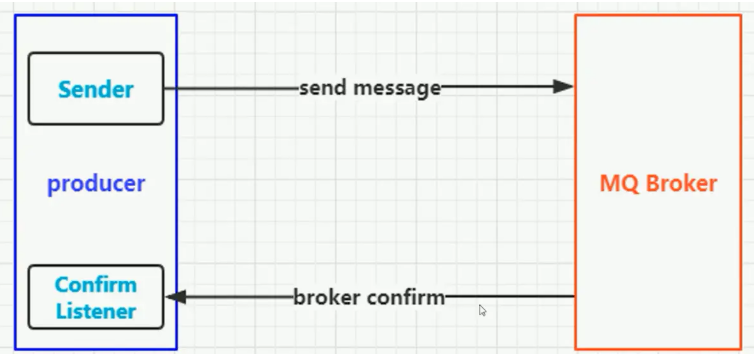 Sender
send message
producer
MQ Broker
Confirm
Listener
broker confirm